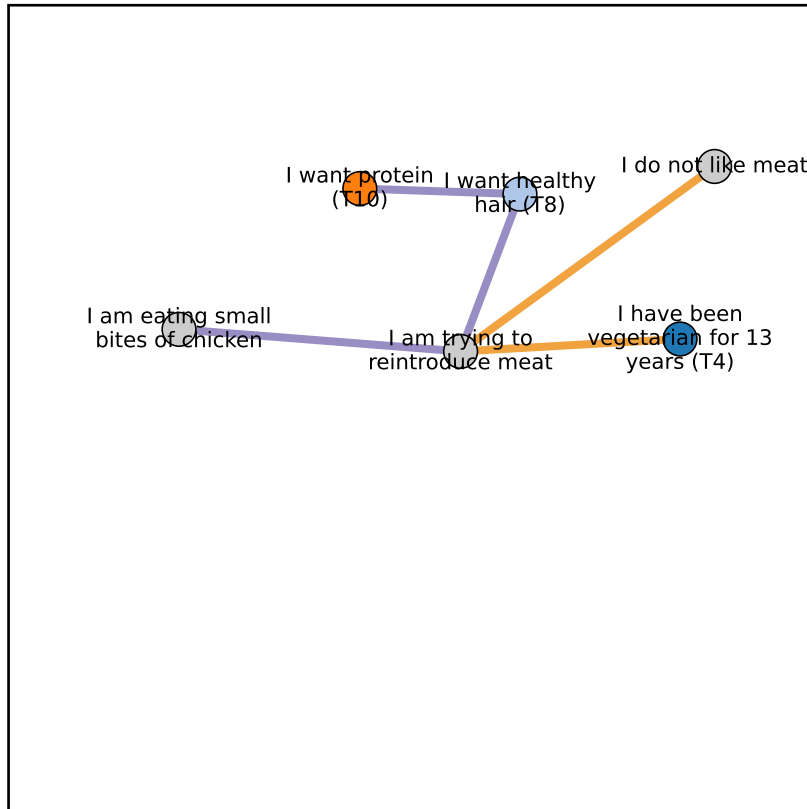 I do not like meat
I want protein
(T10)
I want healthy
hair (T8)
I have been
vegetarian for 13
years (T4)
I am eating small
bites of chicken
I am trying to
reintroduce meat